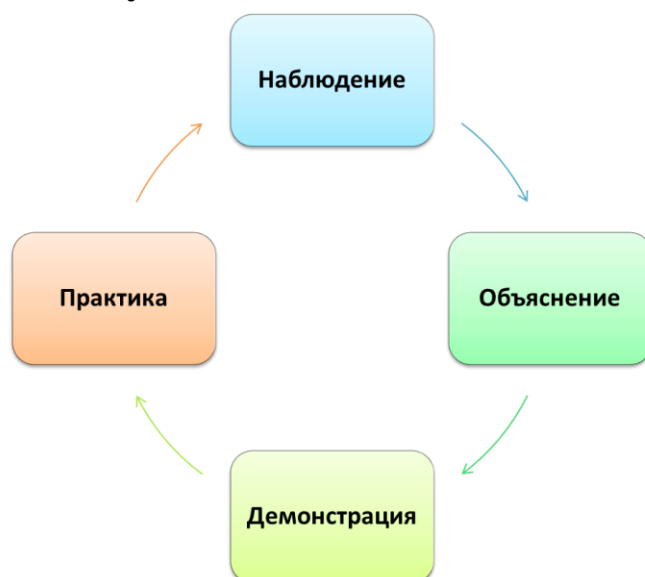 Наблюдение
Практика
Объяснение
Демонстрация